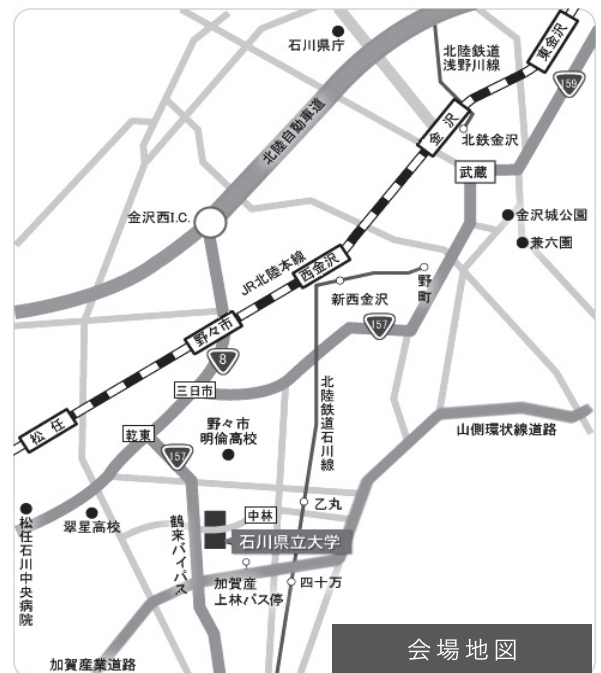 石川県庁
北陸鉄道
浅野川線
東金沢
159
北陸自動車道
金沢
北鉄金沢
武蔵
金沢西I.C.
金沢城公園
兼六園
JR北陸本線
西金沢
新西金沢
野町
野々市
157
8
三日市
北陸鉄道石川線
松任
乾東
野々市
明倫高校
157
山側環状線道路
松任石川中央病院
翠星高校
鶴来バイパス
中林
乙丸
石川県立大学
加賀産
上林バス停
四十万
加賀産業道路
会場地図